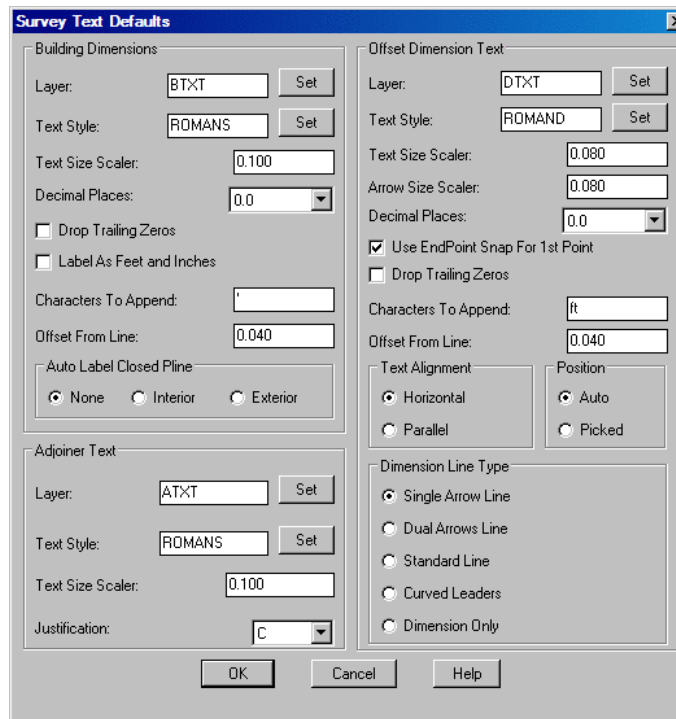 Survey Text Defaults
Building Dimensions
Layer: BTXT Set
Text Style: ROMANS Set
Text Size Scaler: 0.100
Decimal Places: 0.0
Drop Trailing Zeros
Label As Feet and Inches
Characters To Append: '
Offset From Line: 0.040
Auto Label Closed Pline
None Interior Exterior
Adjoiner Text
Layer: ATXT Set
Text Style: ROMANS Set
Text Size Scaler: 0.100
Justification: C
Offset Dimension Text
Layer: DTXT Set
Text Style: ROMAND Set
Text Size Scaler: 0.080
Arrow Size Scaler: 0.080
Decimal Places: 0.0
Use EndPoint Snap For 1st Point
Drop Trailing Zeros
Characters To Append: ft
Offset From Line: 0.040
Text Alignment
Horizontal
Parallel
Position
Auto
Picked
Dimension Line Type
Single Arrow Line
Dual Arrows Line
Standard Line
Curved Leaders
Dimension Only
OK Cancel Help